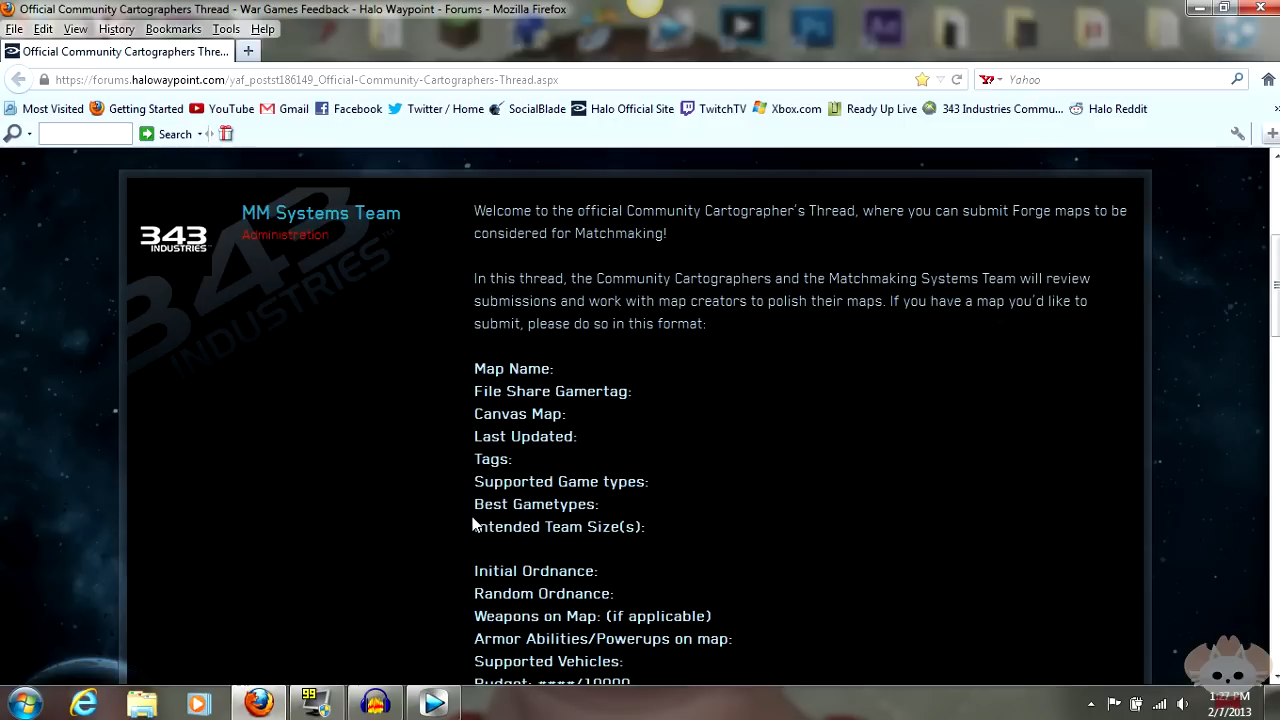 Official Community Cartographers Thread - War Games Feedback - Halo Waypoint - Forums - Mozilla Firefox
File Edit View History Bookmarks Tools Help
Official Community Cartographers Thre...
https://forums.halowaypoint.com/yaf_postst186149_Official-Community-Cartographers-Thread.aspx
Yahoo
Most Visited Getting Started YouTube Gmail Facebook Twitter / Home SocialBlade Halo Official Site TwitchTV Xbox.com Ready Up Live 343 Industries Commu... Halo Reddit
Search
343 INDUSTRIES
MM Systems Team
Administration
343 INDUSTRIES™
Welcome to the official Community Cartographer's Thread, where you can submit Forge maps to be
considered for Matchmaking!
In this thread, the Community Cartographers and the Matchmaking Systems Team will review
submissions and work with map creators to polish their maps. If you have a map you'd like to
submit, please do so in this format:
Map Name:
File Share Gamertag:
Canvas Map:
Last Updated:
Tags:
Supported Game types:
Best Gametypes:
Intended Team Size(s):
Initial Ordnance:
Random Ordnance:
Weapons on Map: (if applicable)
Armor Abilities/Powerups on map:
Supported Vehicles:
Budget: ####/10000
99
1:27 PM
2/7/2013